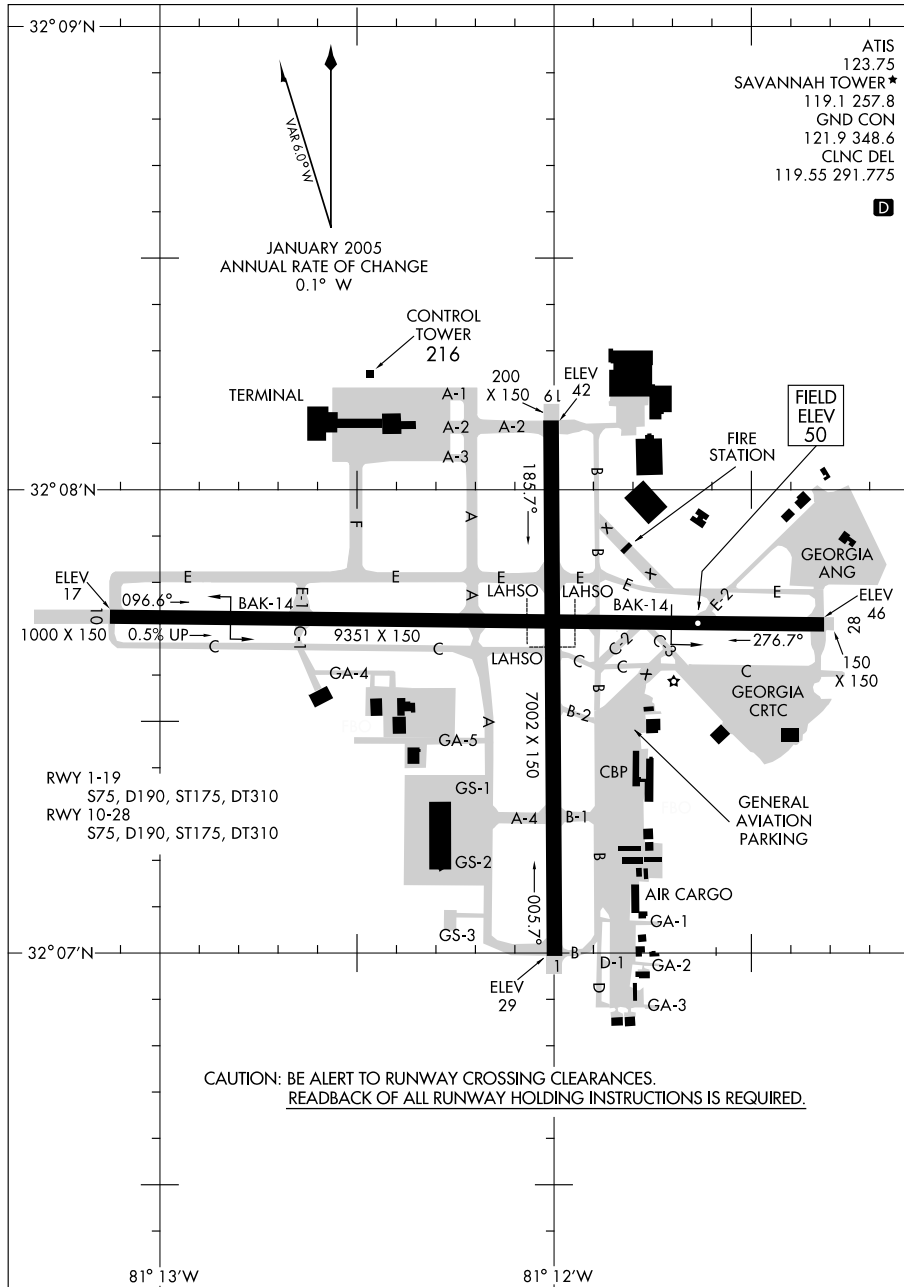 32° 09'N
ATIS
123.75
SAVANNAH TOWER★
119.1 257.8
GND CON
121.9 348.6
CLNC DEL
119.55 291.775
D
VAR 6.0° W
JANUARY 2005
ANNUAL RATE OF CHANGE
0.1° W
CONTROL
TOWER
216
TERMINAL
200
X 150
ELEV
42
19
A-1
A-2
A-2
A-3
FIELD
ELEV
50
FIRE
STATION
32° 08'N
185.7°
B
A
F
X
B
E
E
E
E
E
X
E-2
E
GEORGIA
ANG
ELEV
17
096.6°
BAK-14
E-1
A
LAHSO
LAHSO
BAK-14
ELEV
46
10
28
1000 X 150
0.5% UP
C
C-1
9351 X 150
C
LAHSO
C
C-2
C-3
276.7°
150
X 150
C
X
C
GA-4
GEORGIA
CRTC
7002 X 150
B
B-2
A
FBO
GA-5
RWY 1-19
S75, D190, ST175, DT310
RWY 10-28
S75, D190, ST175, DT310
GS-1
CBP
FBO
GENERAL
AVIATION
PARKING
A-4
B-1
GS-2
B
005.7°
AIR CARGO
GA-1
GS-3
32° 07'N
B
D-1
GA-2
1
ELEV
29
D
GA-3
CAUTION: BE ALERT TO RUNWAY CROSSING CLEARANCES.
READBACK OF ALL RUNWAY HOLDING INSTRUCTIONS IS REQUIRED.
81° 13'W
81° 12'W